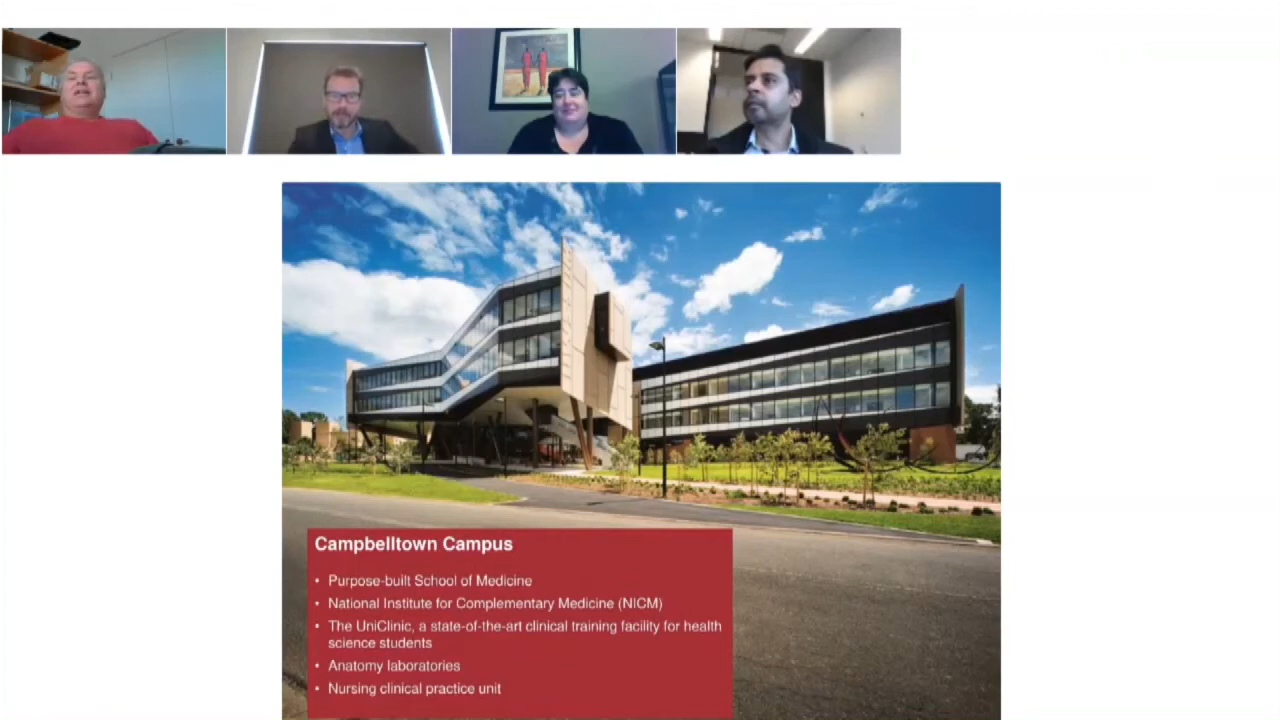 Campbelltown Campus
• Purpose-built School of Medicine
• National Institute for Complementary Medicine (NICM)
• The UniClinic, a state-of-the-art clinical training facility for health
science students
• Anatomy laboratories
• Nursing clinical practice unit